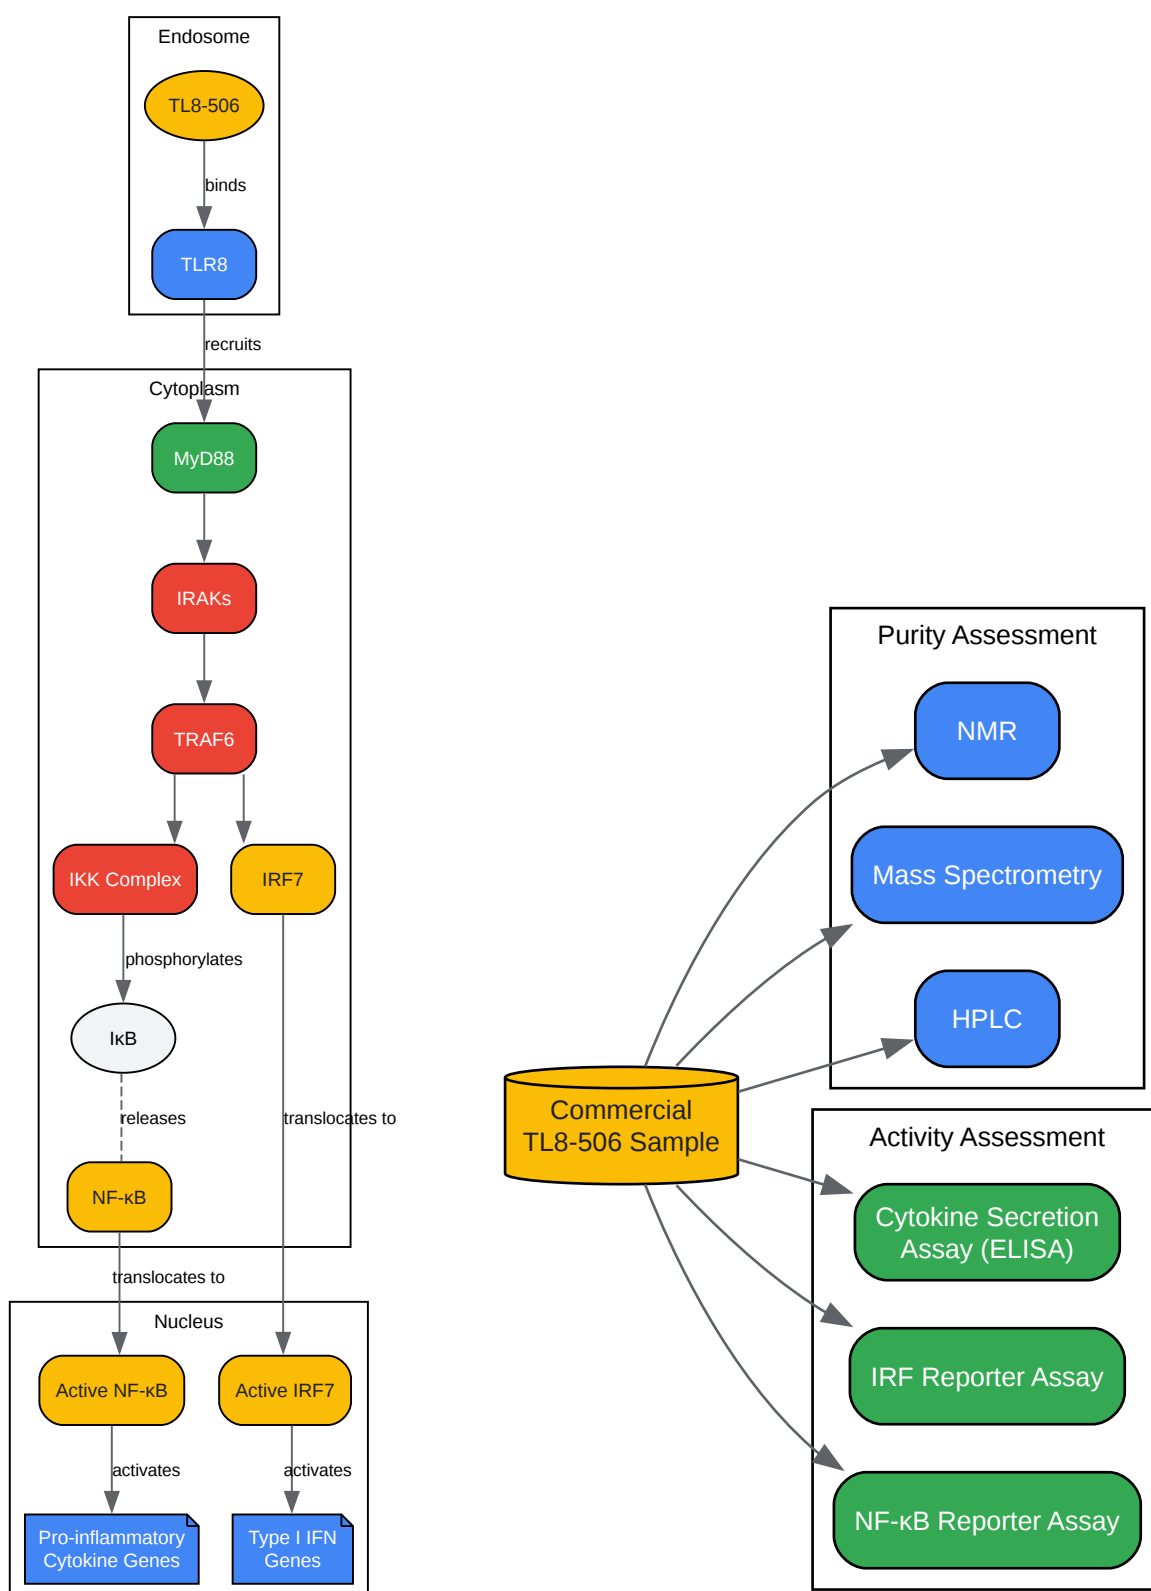 Endosome
TL8-506
binds
TLR8
recruits
Cytoplasm
MyD88
IRAKs
TRAF6
IKK Complex
IRF7
phosphorylates
IκB
releases
translocates to
NF-κB
translocates to
Nucleus
Active NF-κB
Active IRF7
activates
activates
Pro-inflammatory
Cytokine Genes
Type I IFN
Genes
Commercial
TL8-506 Sample
Purity Assessment
NMR
Mass Spectrometry
HPLC
Activity Assessment
Cytokine Secretion
Assay (ELISA)
IRF Reporter Assay
NF-κB Reporter Assay